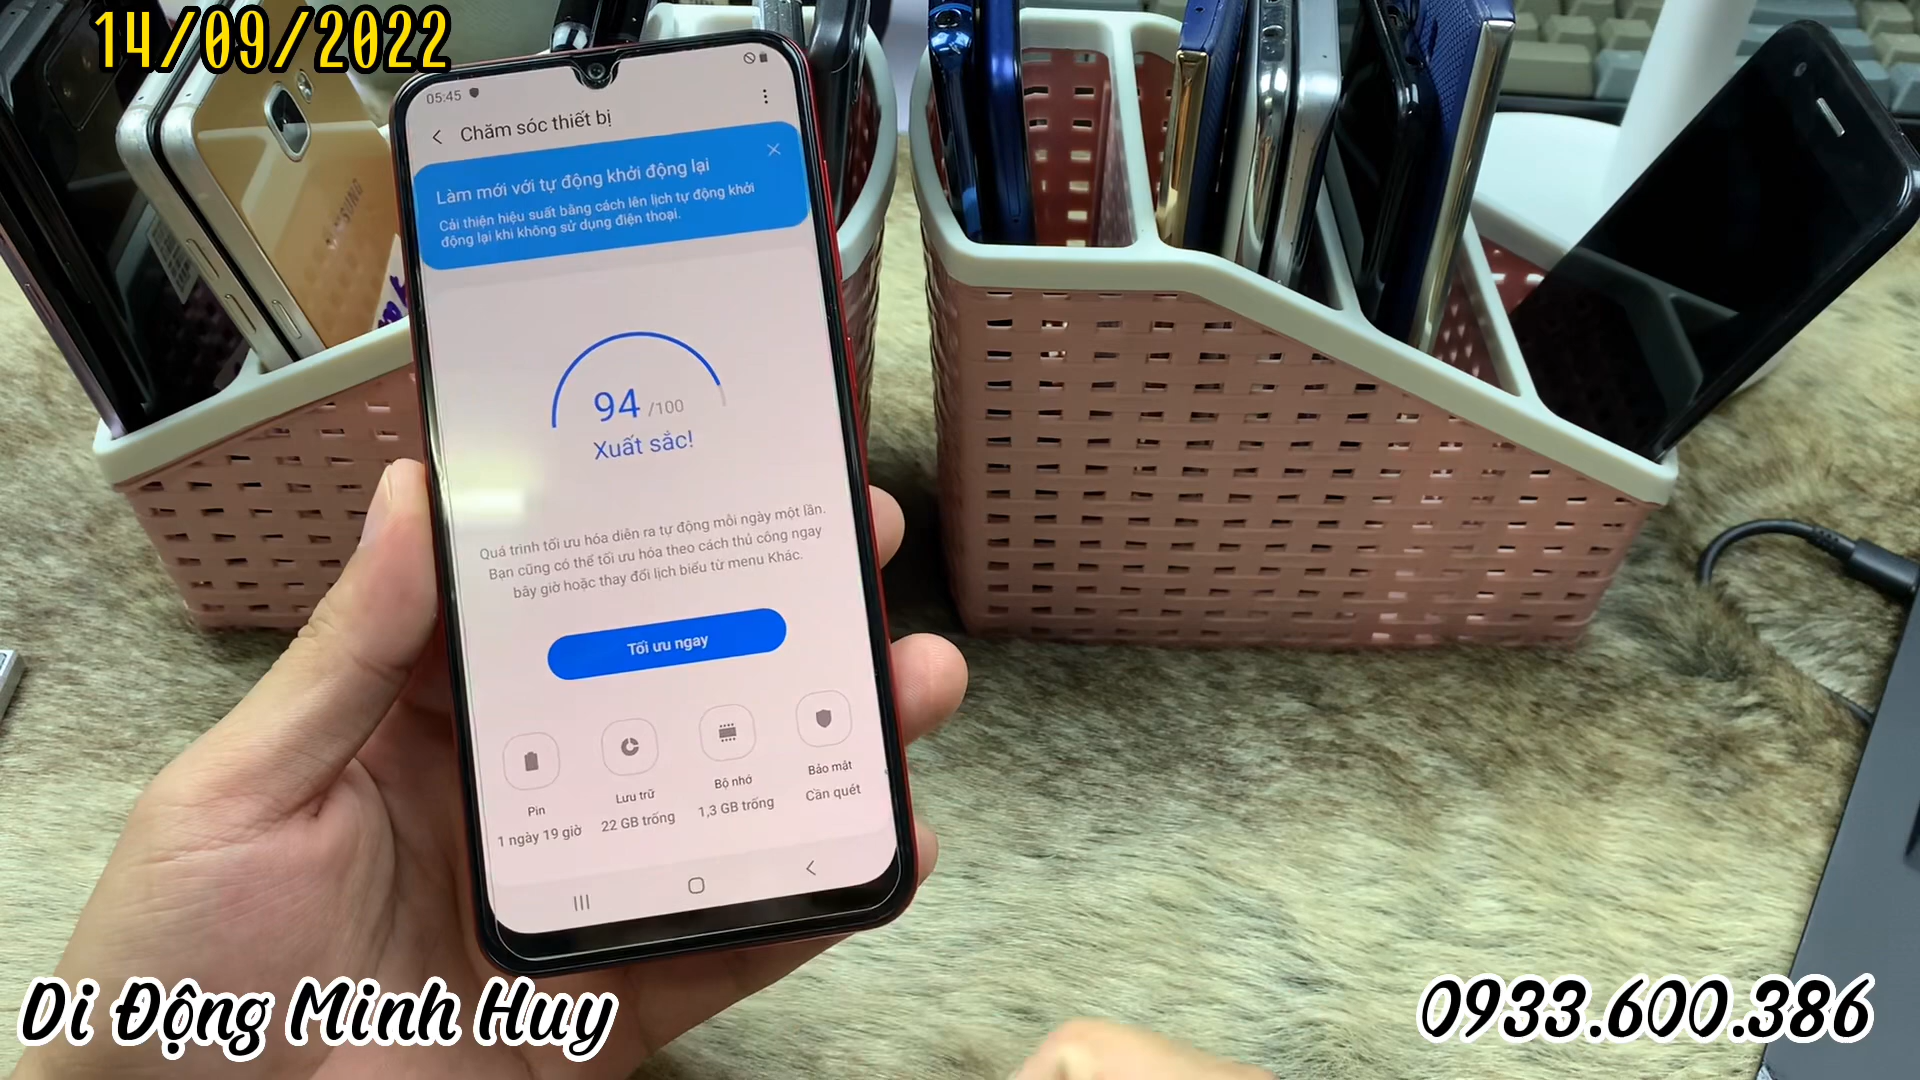 14/09/2022
05:45
Chăm sóc thiết bị
Làm mới với tự động khởi động lại
Cải thiện hiệu suất bằng cách lên lịch tự động khởi
động lại khi không sử dụng điện thoại.
94 /100
Xuất sắc!
Quá trình tối ưu hóa diễn ra tự động mỗi ngày một lần.
Bạn cũng có thể tối ưu hóa theo cách thủ công ngay
bây giờ hoặc thay đổi lịch biểu từ menu Khác.
Tối ưu ngay
Pin
1 ngày 19 giờ
Lưu trữ
22 GB trống
Bộ nhớ
1,3 GB trống
Bảo mật
Cần quét
SAMSUNG
Di Động Minh Huy
0933.600.386